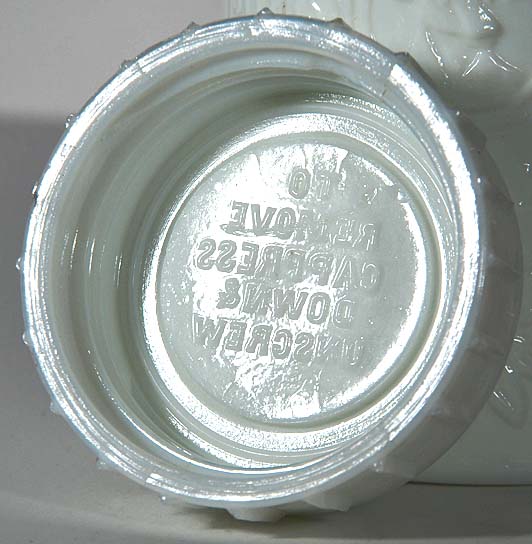 TO
REMOVE
CAP PRESS
DOWN &
UNSCREW